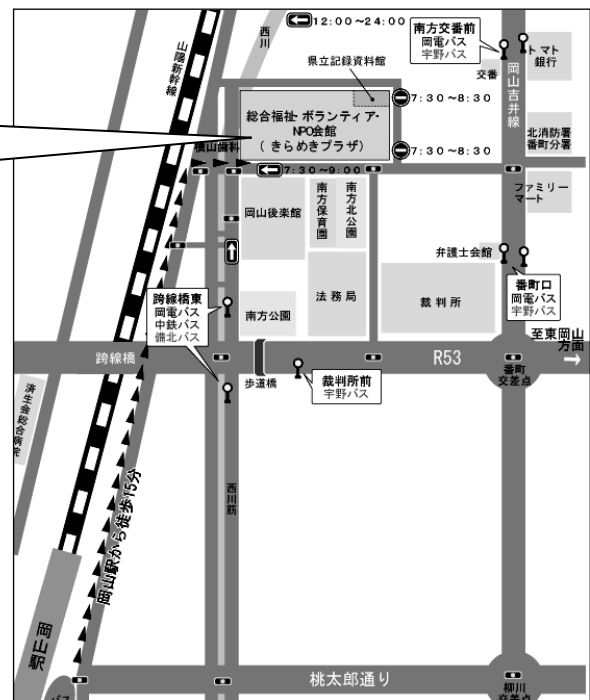 西川
12:00〜24:00
山陽新幹線
県立記録資料館
南方交番前
岡電バス
宇野バス
交番
トマト
銀行
岡山吉井線
総合福祉・ボランティア・
NPO会館
(きらめきプラザ)
7:30〜8:30
7:30〜8:30
北消防署
番町分署
横山歯科
7:30〜9:00
岡山後楽館
南方保育園
南方北公園
ファミリー
マート
弁護士会館
番町口
岡電バス
宇野バス
跨線橋東
岡電バス
中鉄バス
備北バス
南方公園
法務局
裁判所
至東岡山
方面
跨線橋
R53
番町
交差点
歩道橋
裁判所前
宇野バス
済生会総合病院
岡山駅から徒歩15分
西川筋
岡山駅
バス
桃太郎通り
柳川
交差点